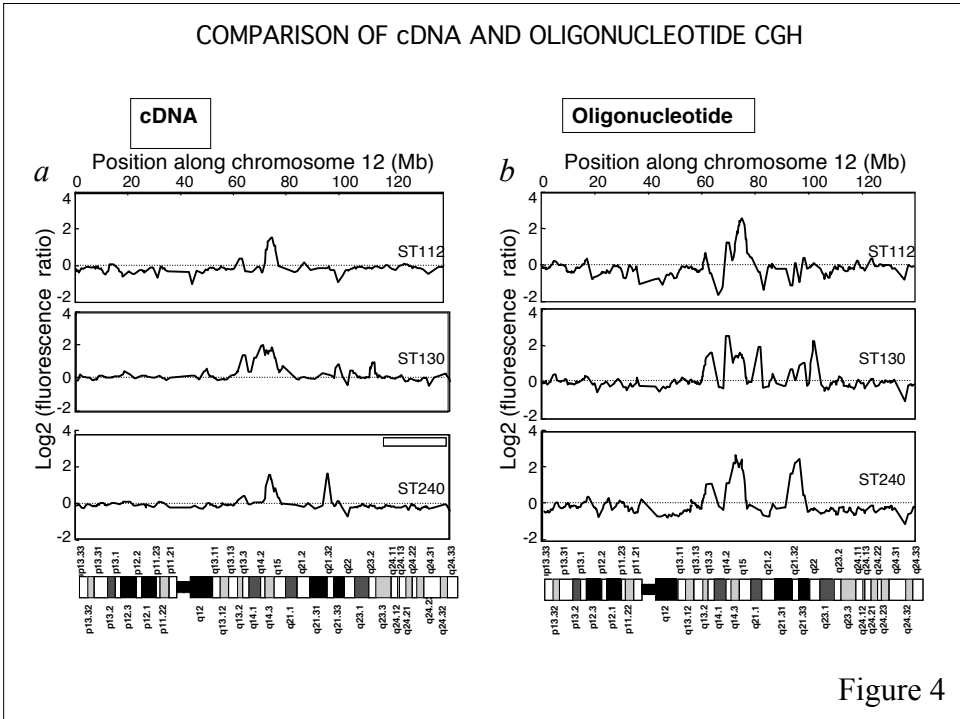 COMPARISON OF cDNA AND OLIGONUCLEOTIDE CGH
cDNA
Oligonucleotide
a
Position along chromosome 12 (Mb)
0 20 40 60 80 100 120
Log2 (fluorescence ratio)
4
2
0
-2
ST112
4
2
0
-2
ST130
4
2
0
-2
ST240
p13.33 p13.31 p13.1 p12.2 p11.23 p11.21 q13.11 q13.13 q13.3 q14.2 q15 q21.2 q21.32 q22 q23.2 q24.11 q24.13 q24.22 q24.31 q24.33
p13.32 p13.2 p12.3 p12.1 p11.22 q12 q13.12 q13.2 q14.1 q14.3 q21.1 q21.31 q21.33 q23.1 q23.3 q24.12 q24.21 q24.2 q24.32
b
Position along chromosome 12 (Mb)
0 20 40 60 80 100 120
Log2 (fluorescence ratio)
4
2
0
-2
ST112
4
2
0
-2
ST130
4
2
0
-2
ST240
p13.33 p13.31 p13.1 p12.2 p11.23 p11.21 q13.11 q13.13 q13.3 q14.2 q15 q21.2 q21.32 q22 q23.2 q24.11 q24.13 q24.22 q24.31 q24.33
p13.32 p13.2 p12.3 p12.1 p11.22 q12 q13.12 q13.2 q14.1 q14.3 q21.1 q21.31 q21.33 q23.1 q23.3 q24.12 q24.21 q24.23 q24.32
Figure 4